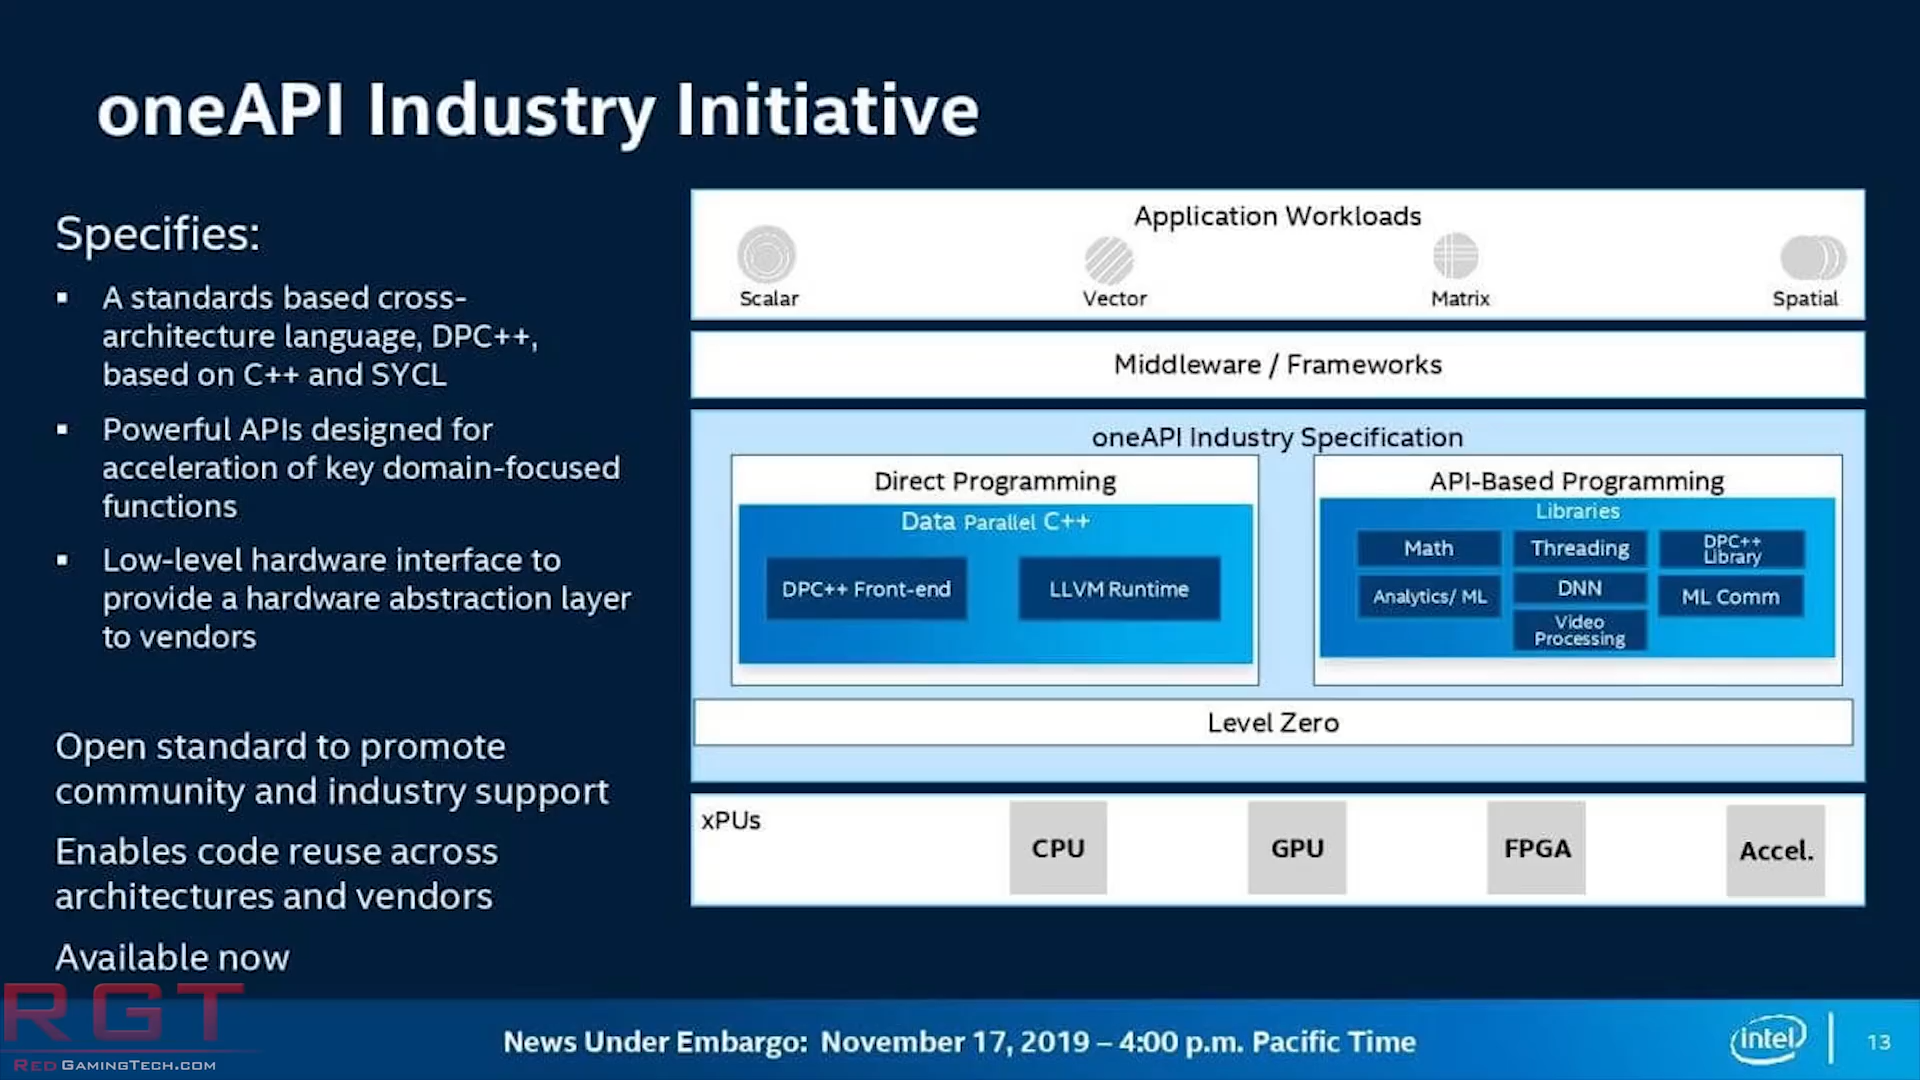 oneAPI Industry Initiative
Specifies:
▪ A standards based cross-
architecture language, DPC++,
based on C++ and SYCL
▪ Powerful APIs designed for
acceleration of key domain-focused
functions
▪ Low-level hardware interface to
provide a hardware abstraction layer
to vendors
Open standard to promote
community and industry support
Enables code reuse across
architectures and vendors
Available now
Application Workloads
Scalar
Vector
Matrix
Spatial
Middleware / Frameworks
oneAPI Industry Specification
Direct Programming
Data Parallel C++
DPC++ Front-end
LLVM Runtime
API-Based Programming
Libraries
Math
Threading
DPC++
Library
Analytics/ ML
DNN
ML Comm
Video
Processing
Level Zero
xPUs
CPU
GPU
FPGA
Accel.
RGT
REDGAMINGTECH.COM
News Under Embargo: November 17, 2019 – 4:00 p.m. Pacific Time
intel
13